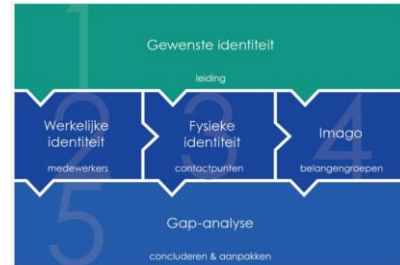 1
Gewenste identiteit
leiding
2
Werkelijke
identiteit
medewerkers
3
Fysieke
identiteit
contactpunten
4
Imago
belangengroepen
5
Gap-analyse
concluderen & aanpakken